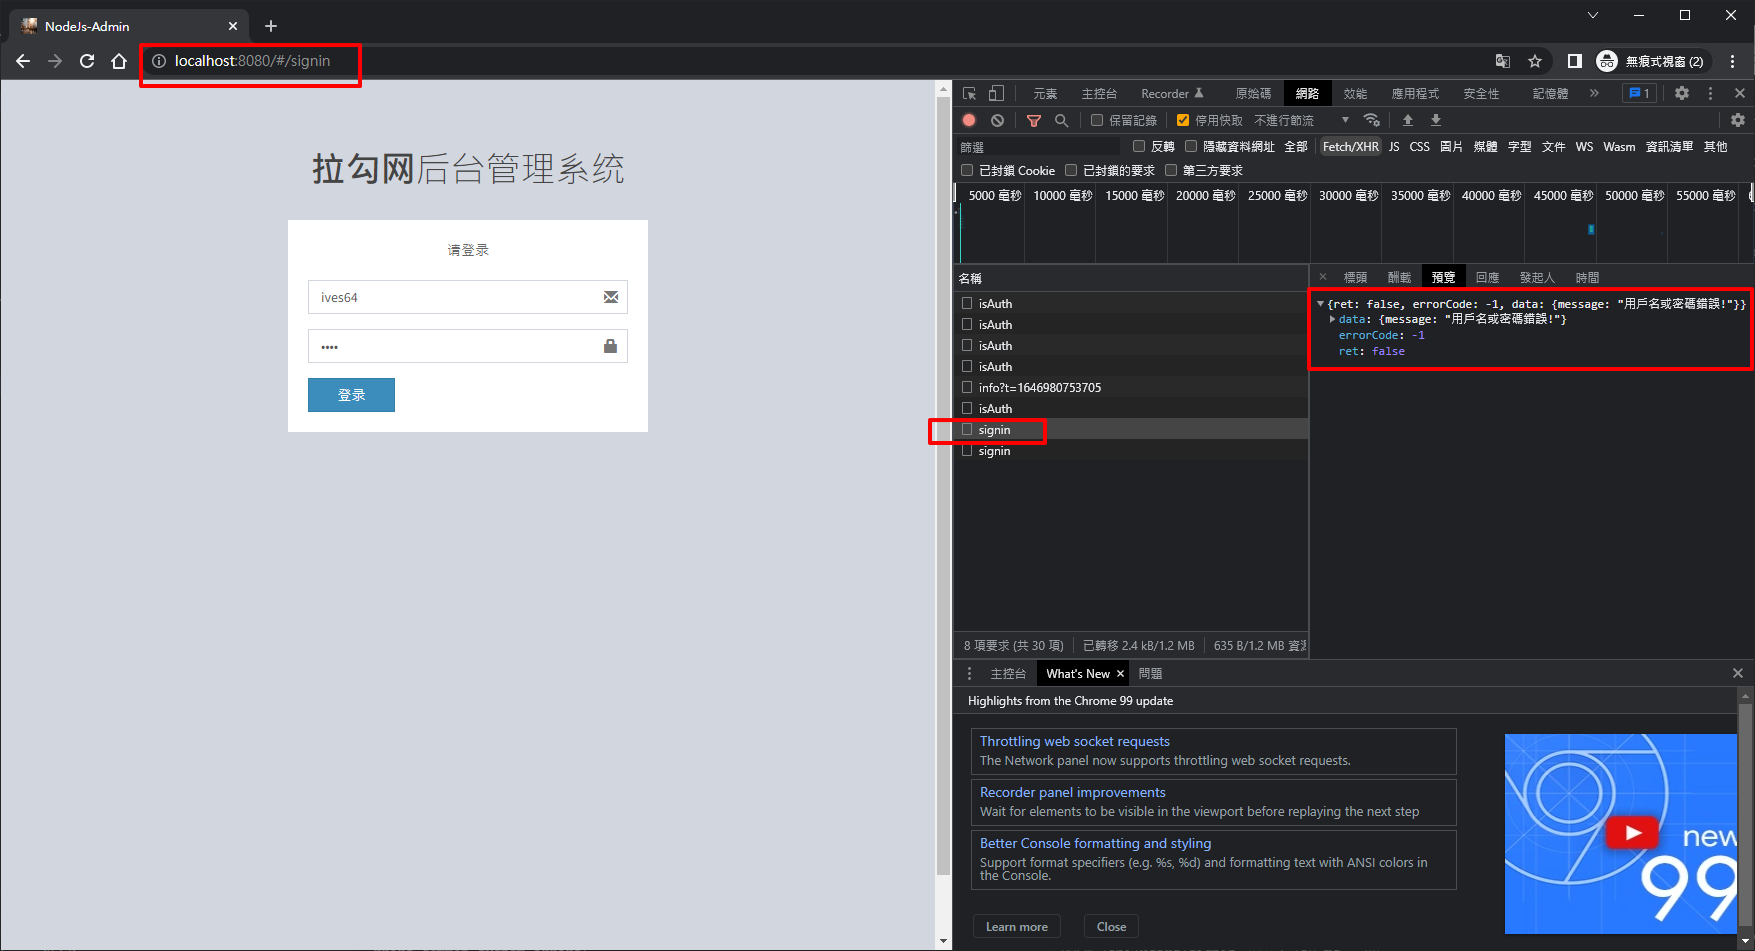 NodeJs-Admin
localhost:8080/#/signin
無痕式視窗 (2)
拉勾网后台管理系统
请登录
ives64
••••
登录
元素 主控台 Recorder 原始碼 網路 效能 應用程式 安全性 記憶體 » 1
保留記錄 停用快取 不進行節流
篩選 反轉 隱藏資料網址 全部 Fetch/XHR JS CSS 圖片 媒體 字型 文件 WS Wasm 資訊清單 其他
已封鎖 Cookie 已封鎖的要求 第三方要求
5000 毫秒 10000 毫秒 15000 毫秒 20000 毫秒 25000 毫秒 30000 毫秒 35000 毫秒 40000 毫秒 45000 毫秒 50000 毫秒 55000 毫秒
名稱
isAuth
isAuth
isAuth
isAuth
info?t=1646980753705
isAuth
signin
signin
標頭 酬載 預覽 回應 發起人 時間
{ret: false, errorCode: -1, data: {message: "用戶名或密碼錯誤!"}}
data: {message: "用戶名或密碼錯誤!"}
errorCode: -1
ret: false
8 項要求 (共 30 項) 已轉移 2.4 kB/1.2 MB 635 B/1.2 MB 資
主控台 What's New 問題
Highlights from the Chrome 99 update
Throttling web socket requests
The Network panel now supports throttling web socket requests.
Recorder panel improvements
Wait for elements to be visible in the viewport before replaying the next step
Better Console formatting and styling
Support format specifiers (e.g. %s, %d) and formatting text with ANSI colors in
the Console.
Learn more Close
new
99